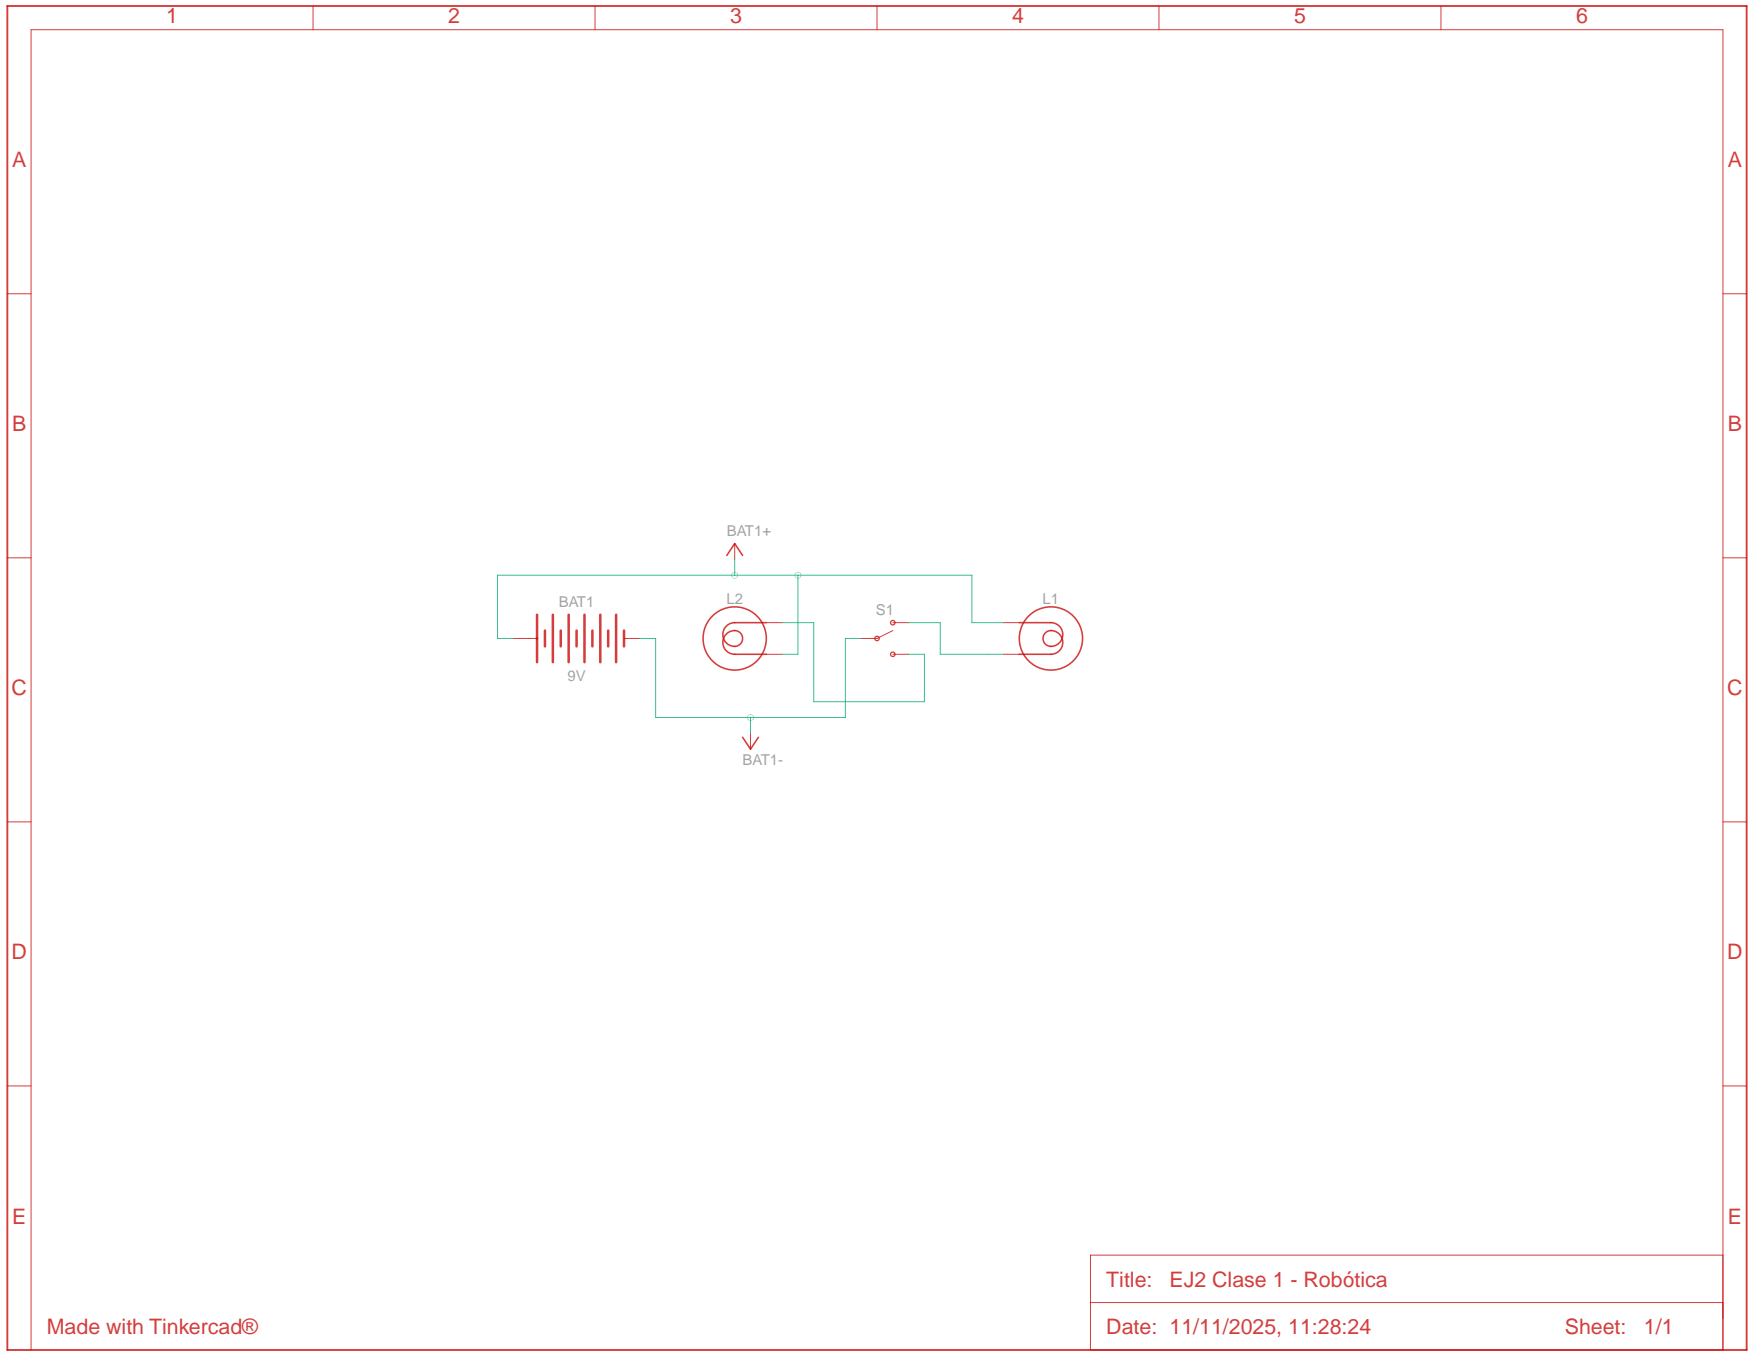 1 2 3 4 5 6
A A
B B
BAT1+
BAT1 L2 S1 L1
9V
C C
BAT1-
D D
E E
Title: EJ2 Clase 1 - Robótica
Made with Tinkercad®
Date: 11/11/2025, 11:28:24 Sheet: 1/1